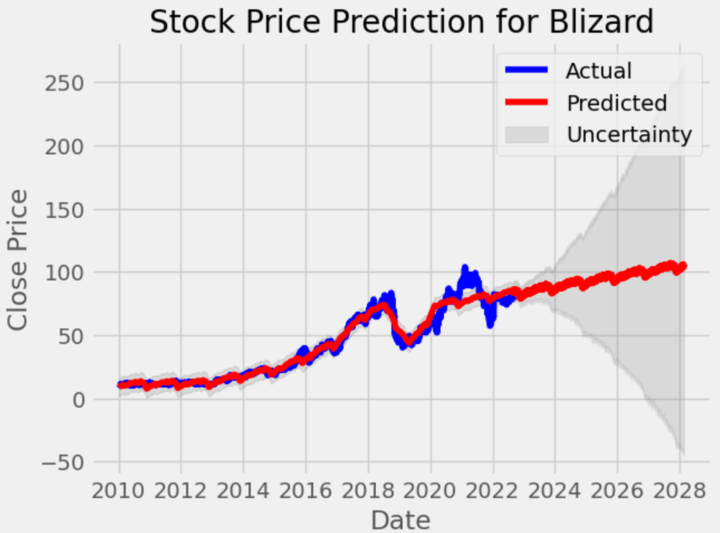 Stock Price Prediction for Blizard
Actual
Predicted
Uncertainty
250
200
150
100
50
0
−50
Close Price
2010 2012 2014 2016 2018 2020 2022 2024 2026 2028
Date